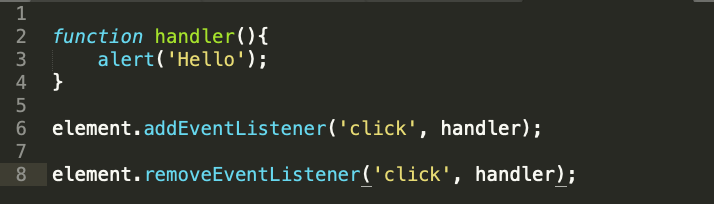 1
2 function handler(){
3     alert('Hello');
4 }
5
6 element.addEventListener('click', handler);
7
8 element.removeEventListener('click', handler);